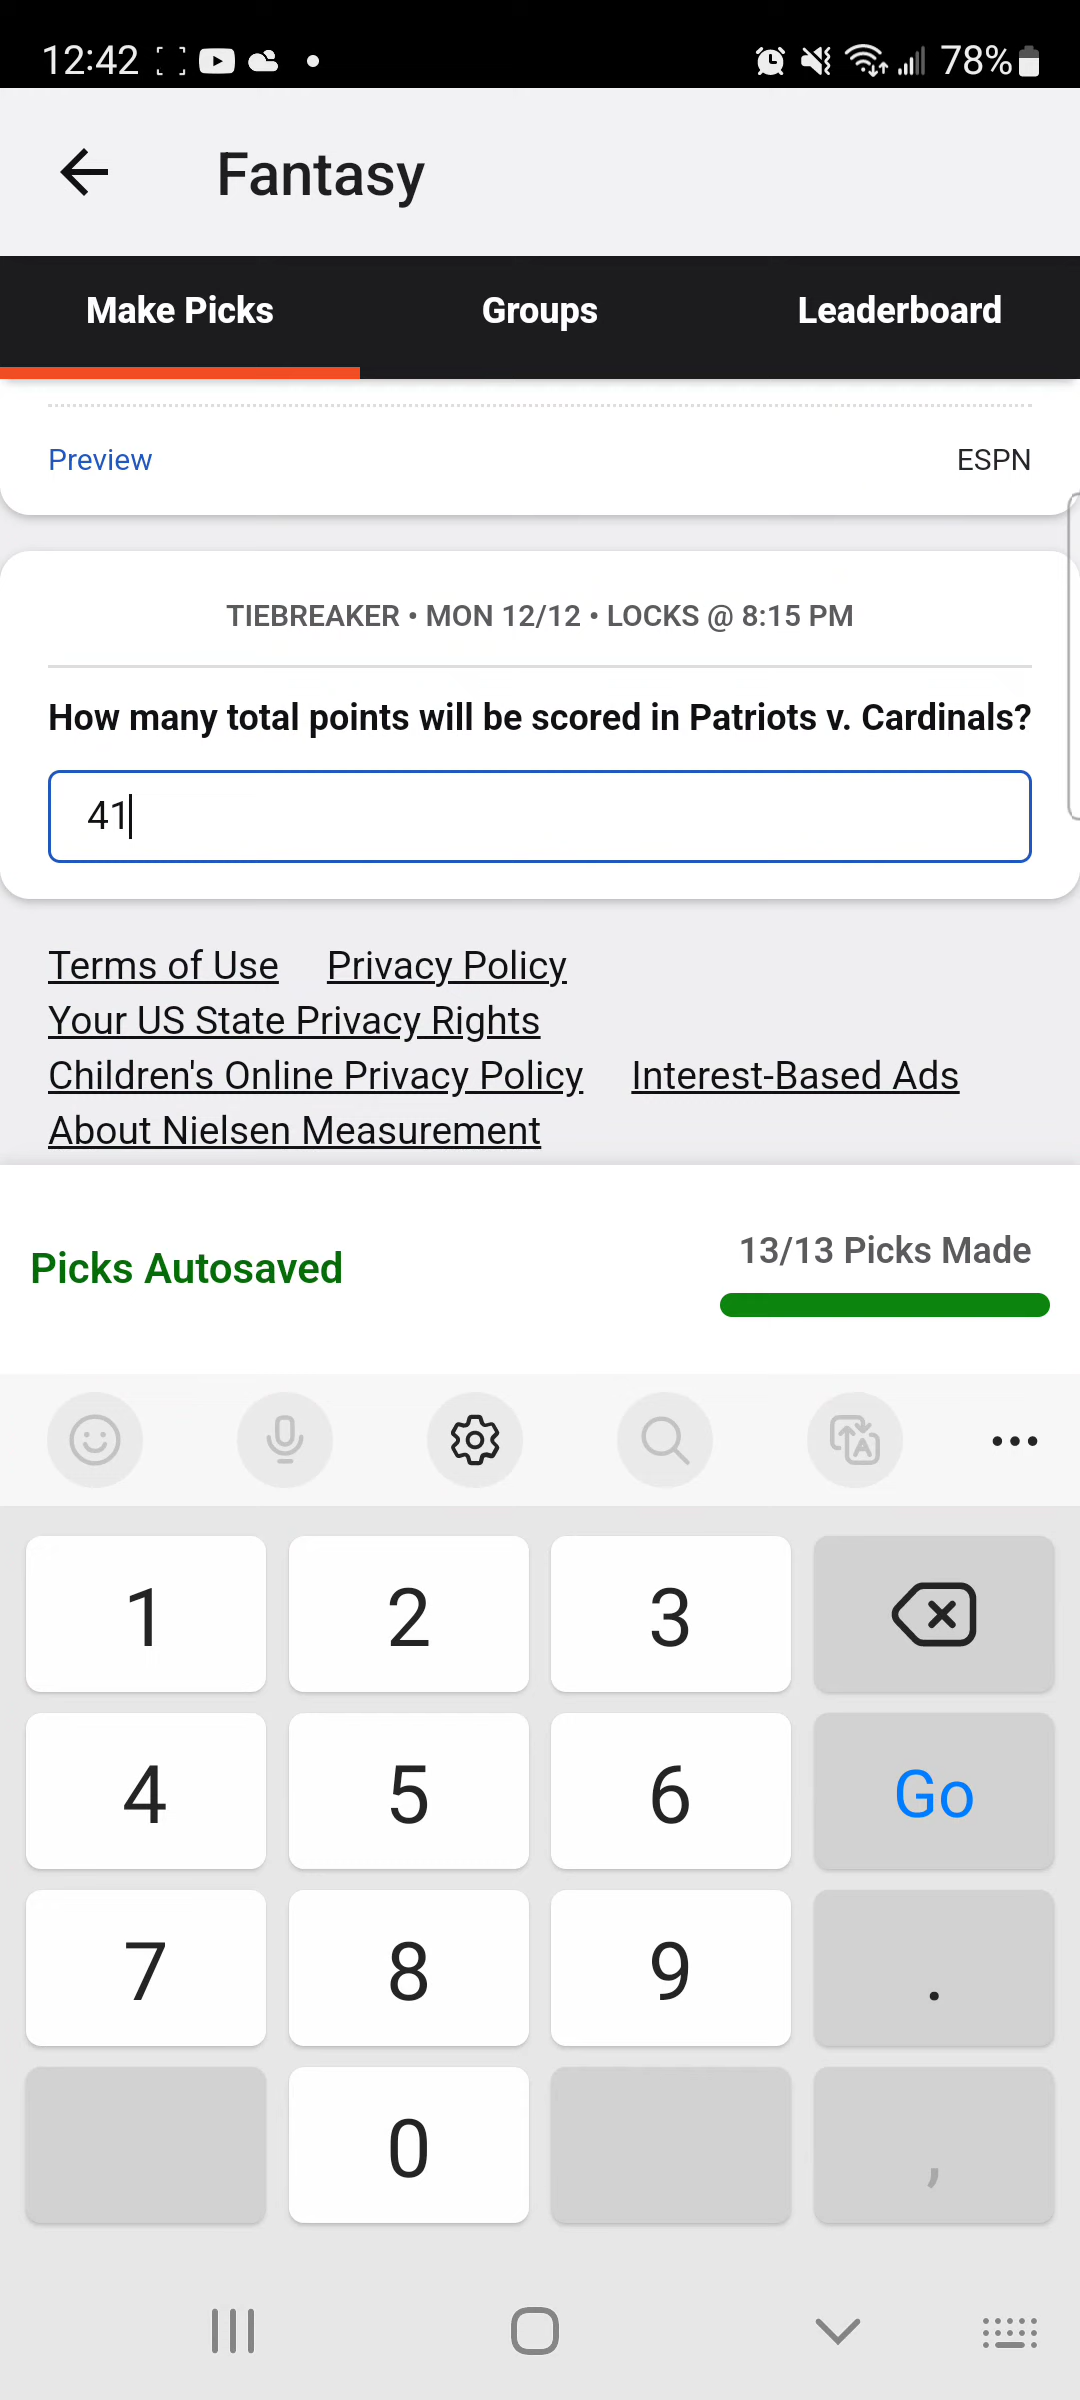 12:42 78%
Fantasy
Make Picks Groups Leaderboard
Preview ESPN
TIEBREAKER • MON 12/12 • LOCKS @ 8:15 PM
How many total points will be scored in Patriots v. Cardinals?
41
Terms of Use Privacy Policy
Your US State Privacy Rights
Children's Online Privacy Policy Interest-Based Ads
About Nielsen Measurement
Picks Autosaved 13/13 Picks Made
1 2 3
4 5 6 Go
7 8 9 .
0 ,